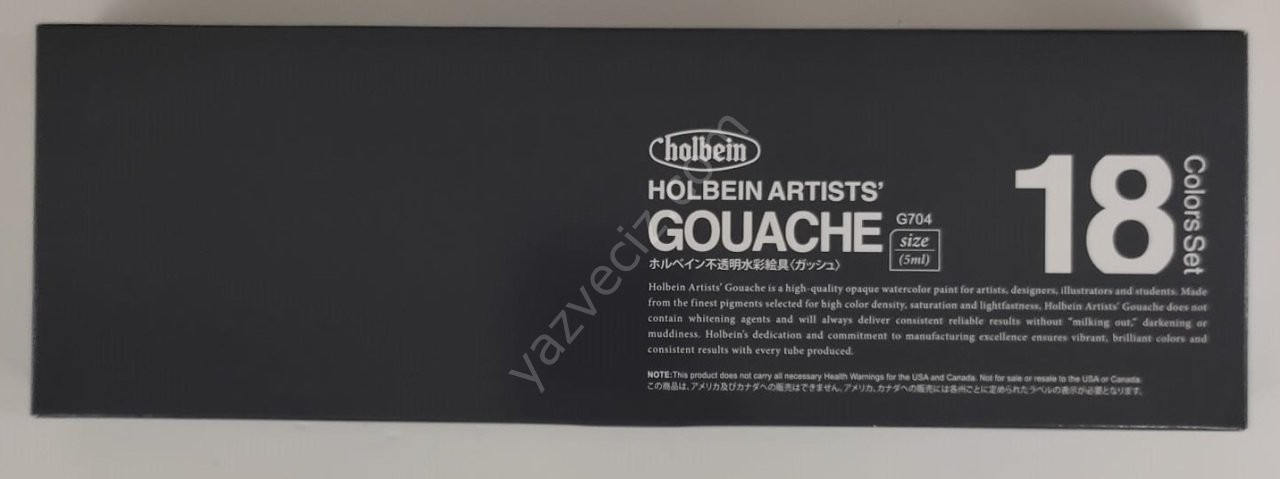 holbein
HOLBEIN ARTISTS'
GOUACHE
G704
size
(5ml)
ホルベイン不透明水彩絵具〈ガッシュ〉
18
Colors Set
Holbein Artists' Gouache is a high-quality opaque watercolor paint for artists, designers, illustrators and students. Made
from the finest pigments selected for high color density, saturation and lightfastness, Holbein Artists' Gouache does not
contain whitening agents and will always deliver consistent reliable results without "milking out," darkening or
muddiness. Holbein's dedication and commitment to manufacturing excellence ensures vibrant, brilliant colors and
consistent results with every tube produced.
NOTE:This product does not carry all necessary Health Warnings for the USA and Canada. Not for sale or resale to the USA or Canada.
この商品は、アメリカ及びカナダへの販売はできません。アメリカ、カナダへの販売には各州ごとに定められたラベルの表示が必要となります。
yazveciz.com